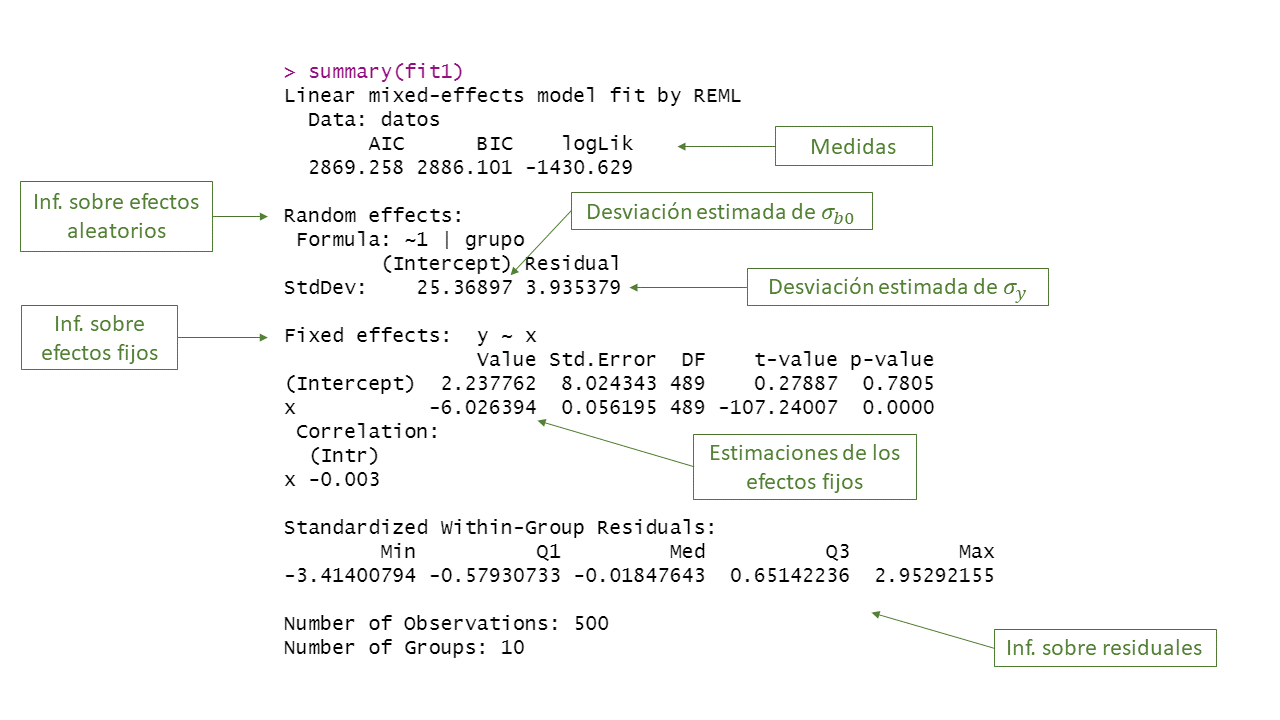 > summary(fit1)
Linear mixed-effects model fit by REML
Data: datos
AIC BIC logLik
2869.258 2886.101 -1430.629
Medidas
Inf. sobre efectos
aleatorios
Random effects:
Formula: ~1 | grupo
(Intercept) Residual
StdDev: 25.36897 3.935379
Desviación estimada de σb0
Desviación estimada de σy
Inf. sobre
efectos fijos
Fixed effects: y ~ x
Value Std.Error DF t-value p-value
(Intercept) 2.237762 8.024343 489 0.27887 0.7805
x -6.026394 0.056195 489 -107.24007 0.0000
Correlation:
(Intr)
x -0.003
Estimaciones de los
efectos fijos
Standardized Within-Group Residuals:
Min Q1 Med Q3 Max
-3.41400794 -0.57930733 -0.01847643 0.65142236 2.95292155
Number of Observations: 500
Number of Groups: 10
Inf. sobre residuales